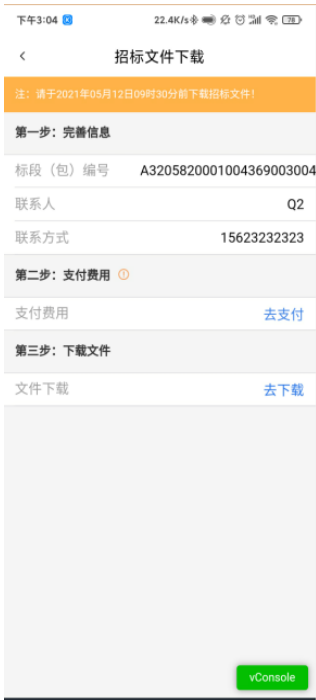 下午3:04 22.4K/s 78
招标文件下载
注：请于2021年05月12日09时30分前下载招标文件！
第一步：完善信息
标段（包）编号 A3205820001004369003004
联系人 Q2
联系方式 15623232323
第二步：支付费用
支付费用 去支付
第三步：下载文件
文件下载 去下载
vConsole